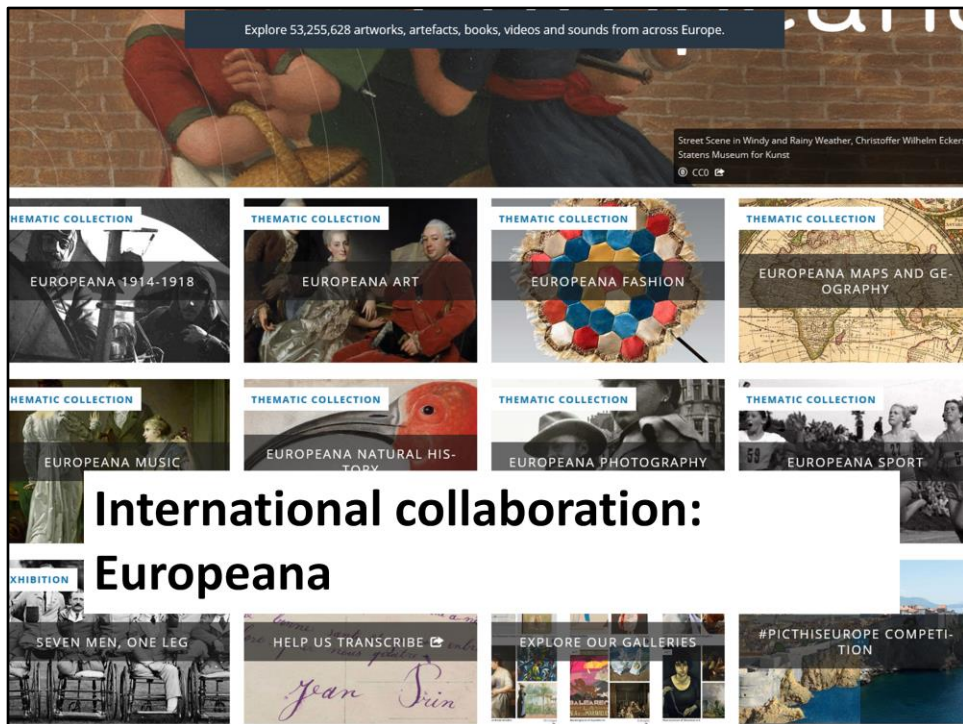 Explore 53,255,628 artworks, artefacts, books, videos and sounds from across Europe.
Street Scene in Windy and Rainy Weather, Christoffer Wilhelm Eckers
Statens Museum for Kunst
CC0
HEMATIC COLLECTION
EUROPEANA 1914-1918
THEMATIC COLLECTION
EUROPEANA ART
THEMATIC COLLECTION
EUROPEANA FASHION
THEMATIC COLLECTION
EUROPEANA MAPS AND GE-
OGRAPHY
HEMATIC COLLECTION
EUROPEANA MUSIC
THEMATIC COLLECTION
EUROPEANA NATURAL HIS-
TORY
THEMATIC COLLECTION
EUROPEANA PHOTOGRAPHY
THEMATIC COLLECTION
EUROPEANA SPORT
59
International collaboration:
Europeana
XHIBITION
SEVEN MEN, ONE LEG
HELP US TRANSCRIBE
Jean
EXPLORE OUR GALLERIES
#PICTHISEUROPE COMPETI-
TION